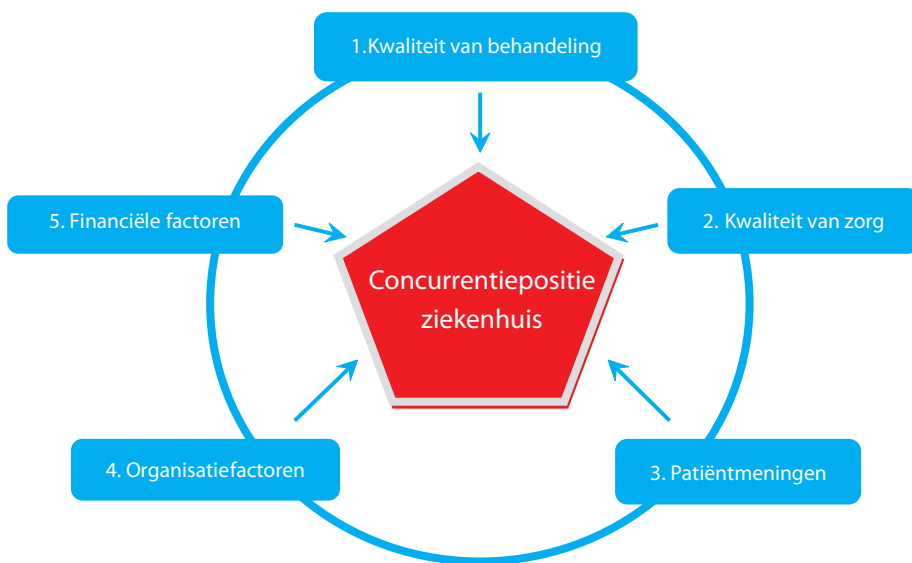 1.Kwaliteit van behandeling
5. Financiële factoren
2. Kwaliteit van zorg
Concurrentiepositie
ziekenhuis
4. Organisatiefactoren
3. Patiëntmeningen